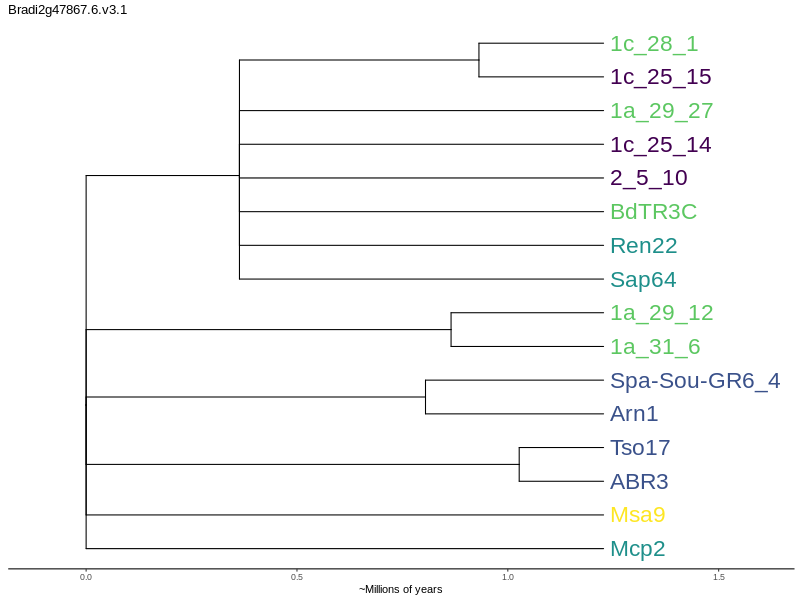 Bradi2g47867.6.v3.1
1c_28_1
1c_25_15
1a_29_27
1c_25_14
2_5_10
BdTR3C
Ren22
Sap64
1a_29_12
1a_31_6
Spa-Sou-GR6_4
Arn1
Tso17
ABR3
Msa9
Mcp2
0.0 0.5 1.0 1.5
~Millions of years